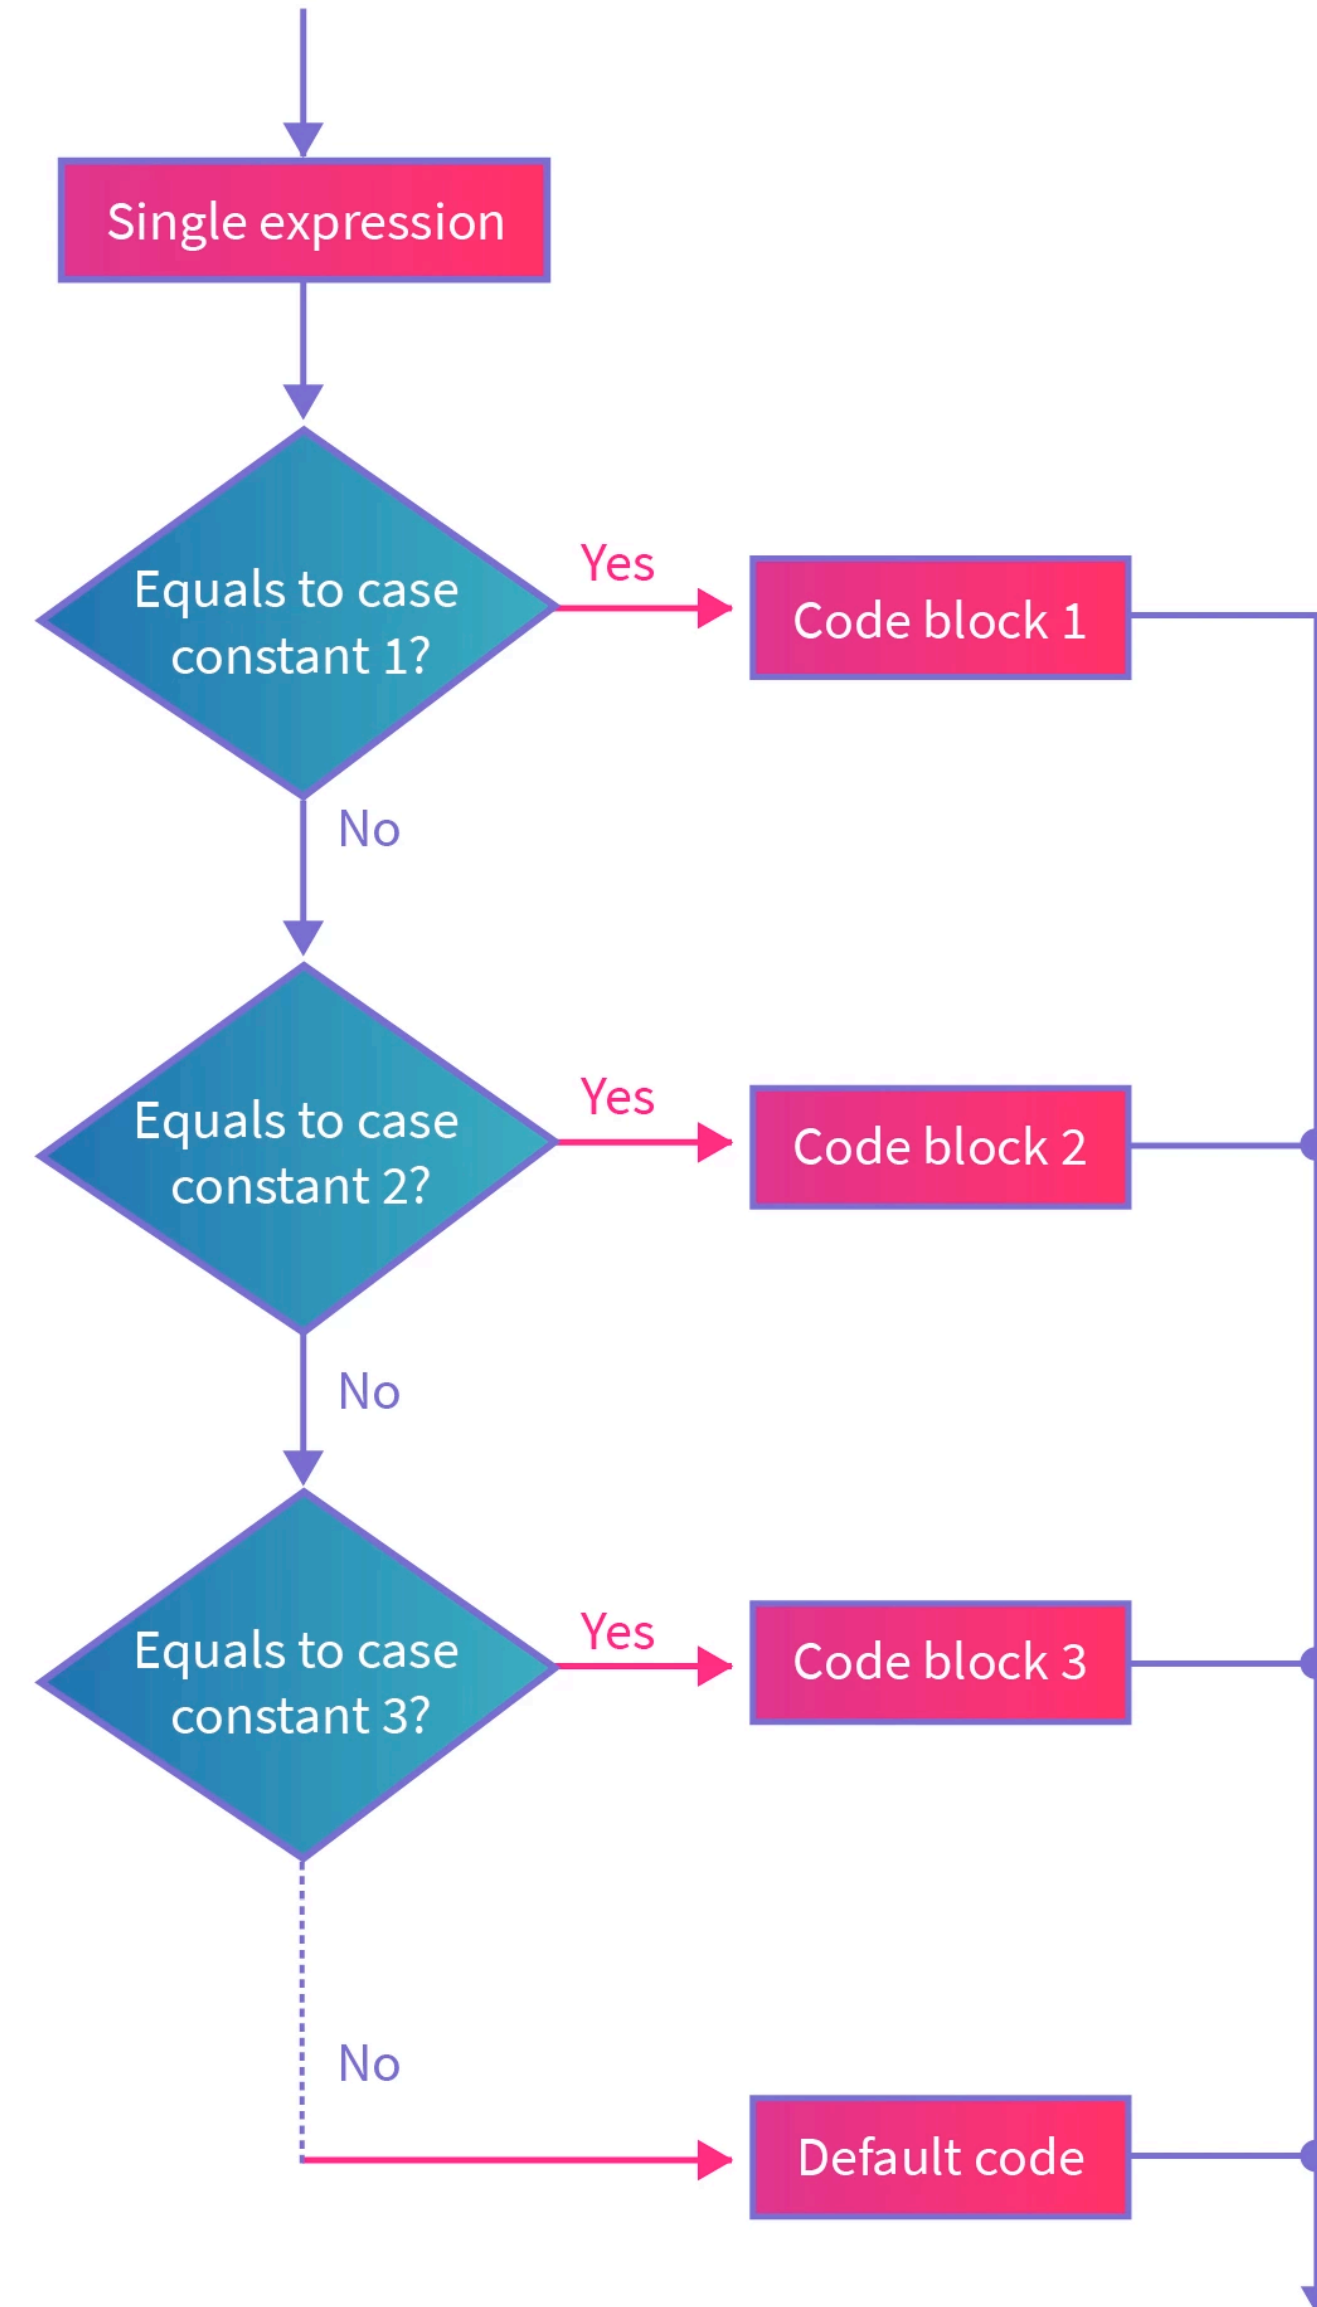 Single expression
Equals to case
constant 1?
Yes
Code block 1
No
Equals to case
constant 2?
Yes
Code block 2
No
Equals to case
constant 3?
Yes
Code block 3
No
Default code